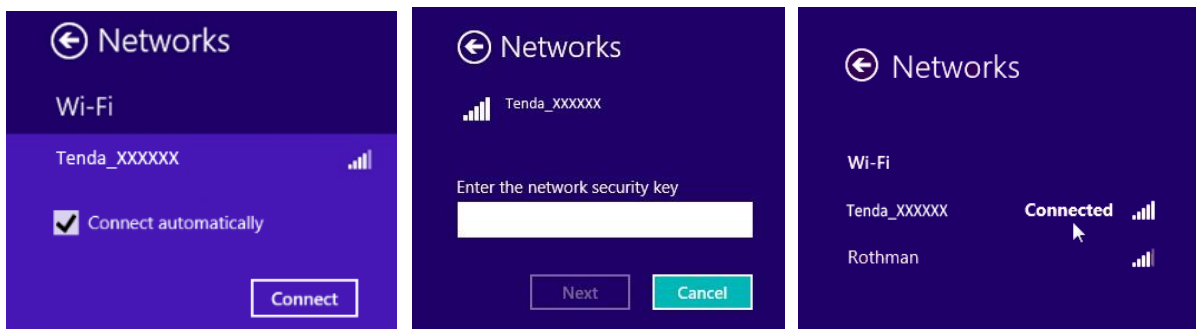 Networks
Wi-Fi
Tenda_XXXXXX
Connect automatically
Connect
Networks
Tenda_XXXXXX
Enter the network security key
Next
Cancel
Networks
Wi-Fi
Tenda_XXXXXX Connected
Rothman